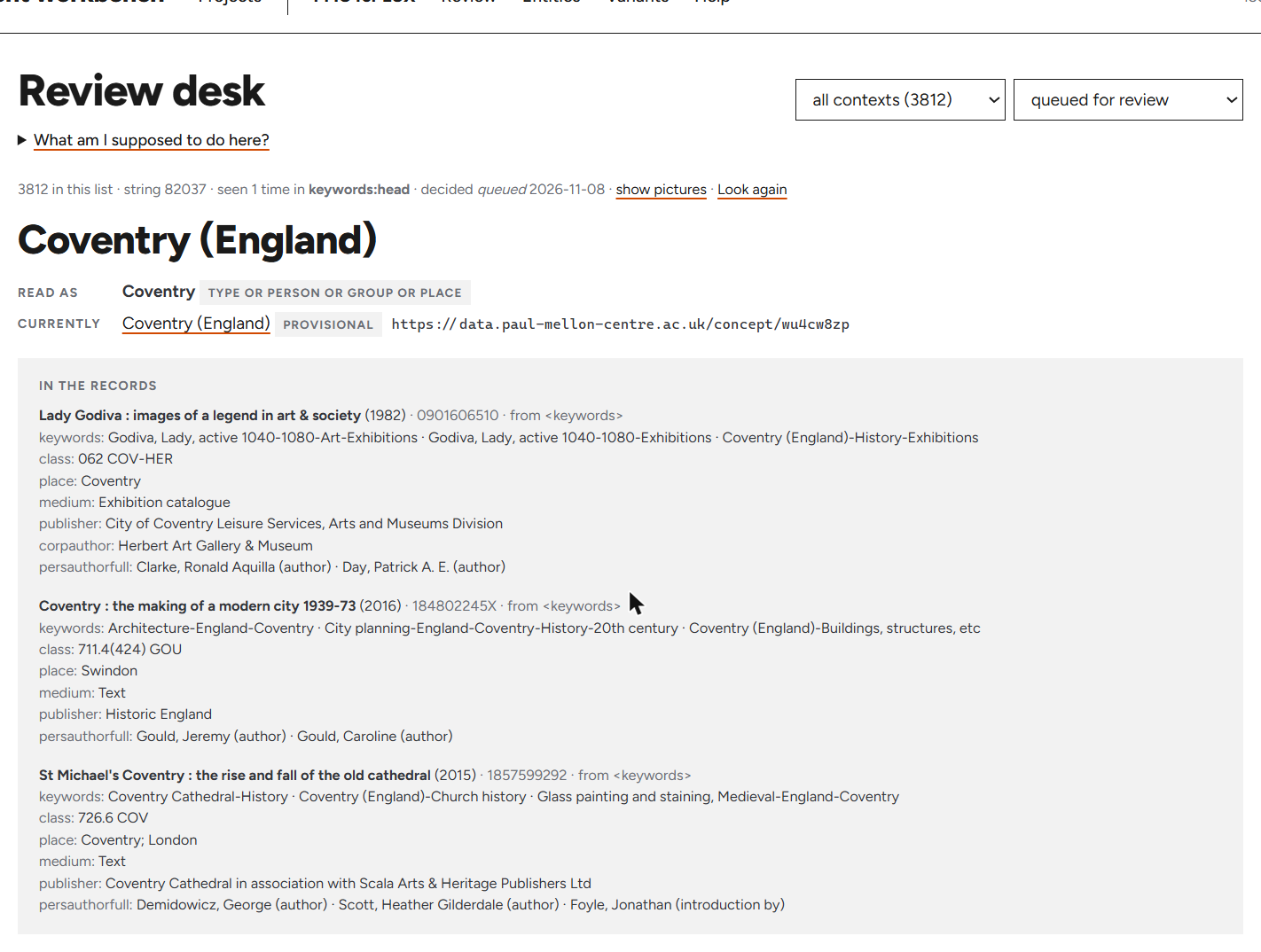 Review desk
all contexts (3812)
queued for review
What am I supposed to do here?
3812 in this list · string 82037 · seen 1 time in keywords:head · decided queued 2026-11-08 · show pictures · Look again
Coventry (England)
READ AS Coventry TYPE OR PERSON OR GROUP OR PLACE
CURRENTLY Coventry (England) PROVISIONAL https://data.paul-mellon-centre.ac.uk/concept/wu4cw8zp
IN THE RECORDS
Lady Godiva : images of a legend in art & society (1982) · 0901606510 · from <keywords>
keywords: Godiva, Lady, active 1040-1080-Art-Exhibitions · Godiva, Lady, active 1040-1080-Exhibitions · Coventry (England)-History-Exhibitions
class: 062 COV-HER
place: Coventry
medium: Exhibition catalogue
publisher: City of Coventry Leisure Services, Arts and Museums Division
corpauthor: Herbert Art Gallery & Museum
persauthorfull: Clarke, Ronald Aquilla (author) · Day, Patrick A. E. (author)
Coventry : the making of a modern city 1939-73 (2016) · 184802245X · from <keywords>
keywords: Architecture-England-Coventry · City planning-England-Coventry-History-20th century · Coventry (England)-Buildings, structures, etc
class: 711.4(424) GOU
place: Swindon
medium: Text
publisher: Historic England
persauthorfull: Gould, Jeremy (author) · Gould, Caroline (author)
St Michael's Coventry : the rise and fall of the old cathedral (2015) · 1857599292 · from <keywords>
keywords: Coventry Cathedral-History · Coventry (England)-Church history · Glass painting and staining, Medieval-England-Coventry
class: 726.6 COV
place: Coventry; London
medium: Text
publisher: Coventry Cathedral in association with Scala Arts & Heritage Publishers Ltd
persauthorfull: Demidowicz, George (author) · Scott, Heather Gilderdale (author) · Foyle, Jonathan (introduction by)